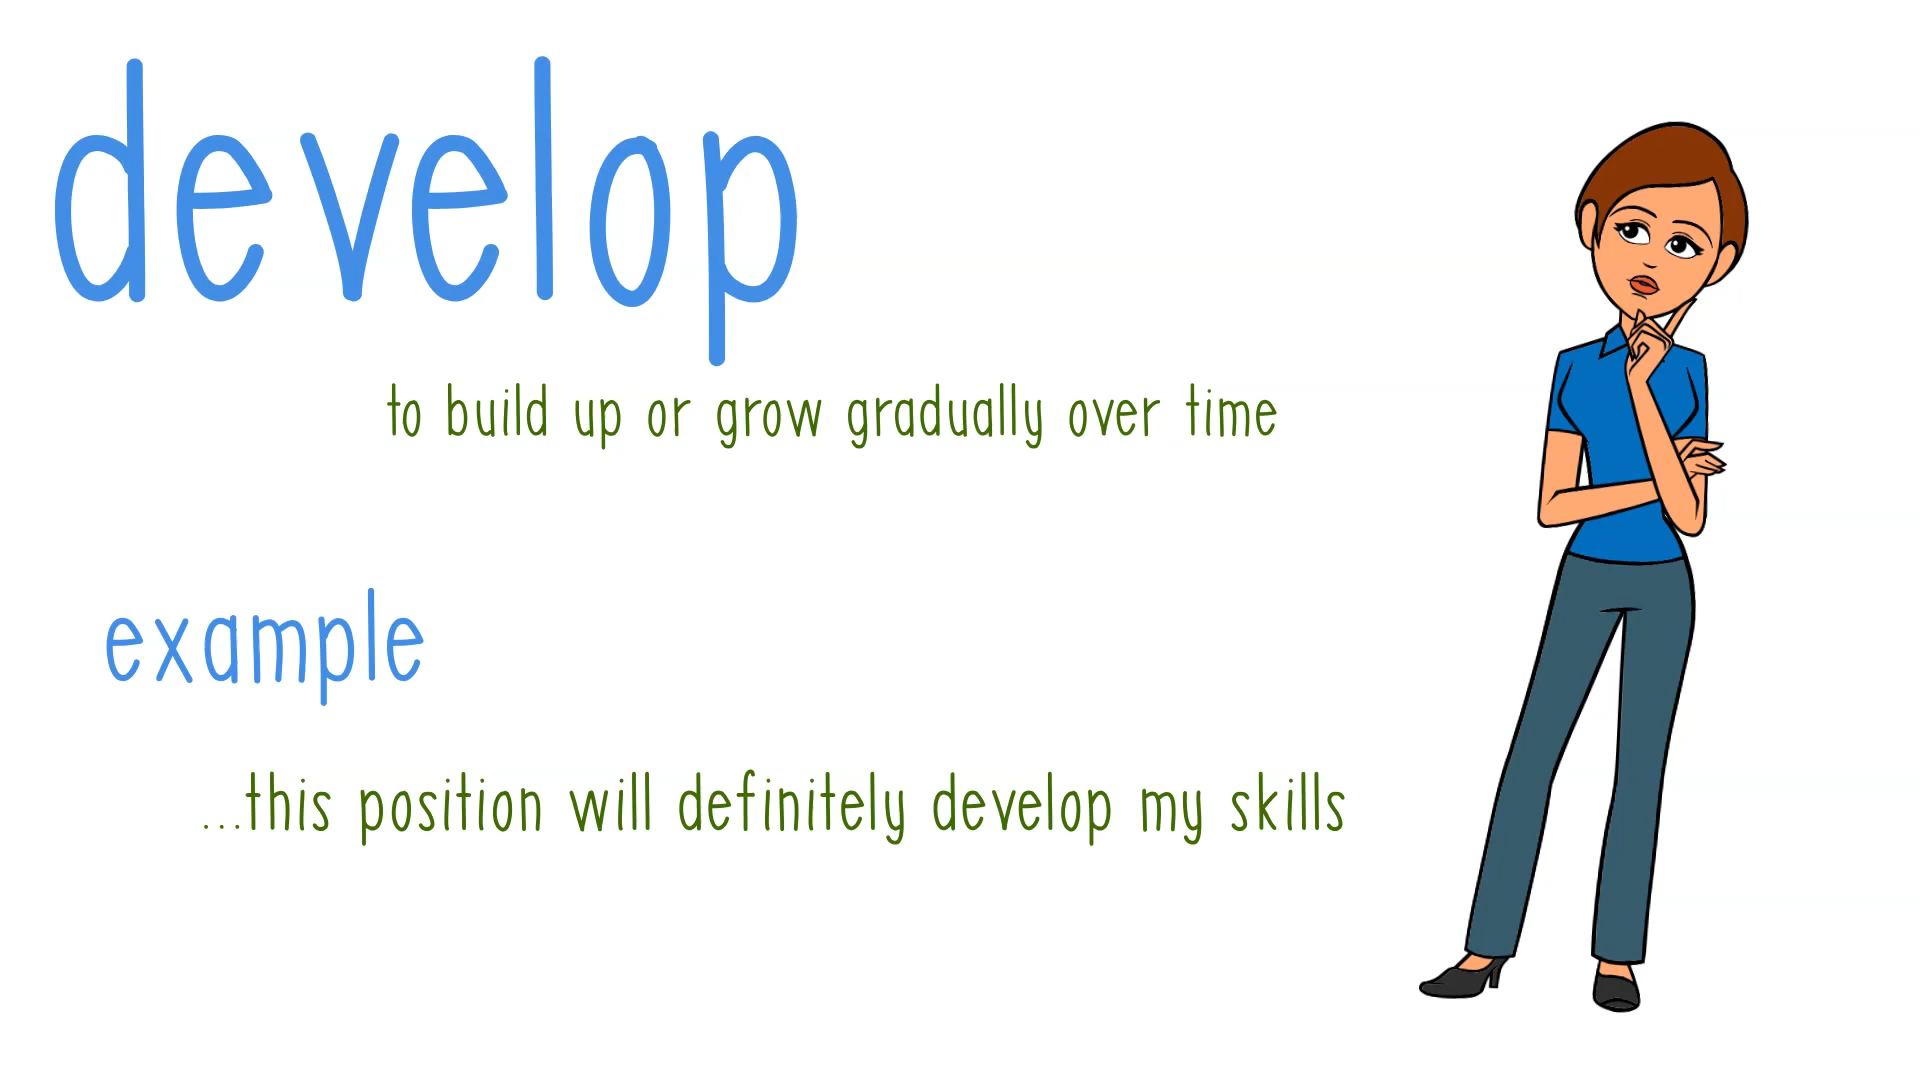 develop
to build up or grow gradually over time
example
...this position will definitely develop my skills